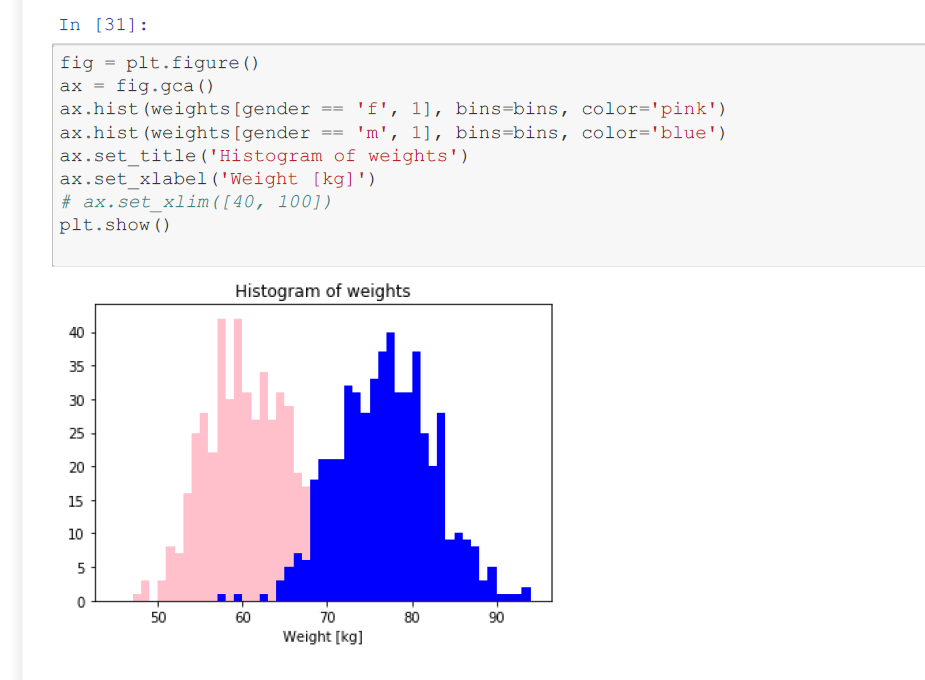 In [31]:
fig = plt.figure()
ax = fig.gca()
ax.hist(weights[gender == 'f', 1], bins=bins, color='pink')
ax.hist(weights[gender == 'm', 1], bins=bins, color='blue')
ax.set_title('Histogram of weights')
ax.set_xlabel('Weight [kg]')
# ax.set_xlim([40, 100])
plt.show()
Histogram of weights
40
35
30
25
20
15
10
5
0
50 60 70 80 90
Weight [kg]